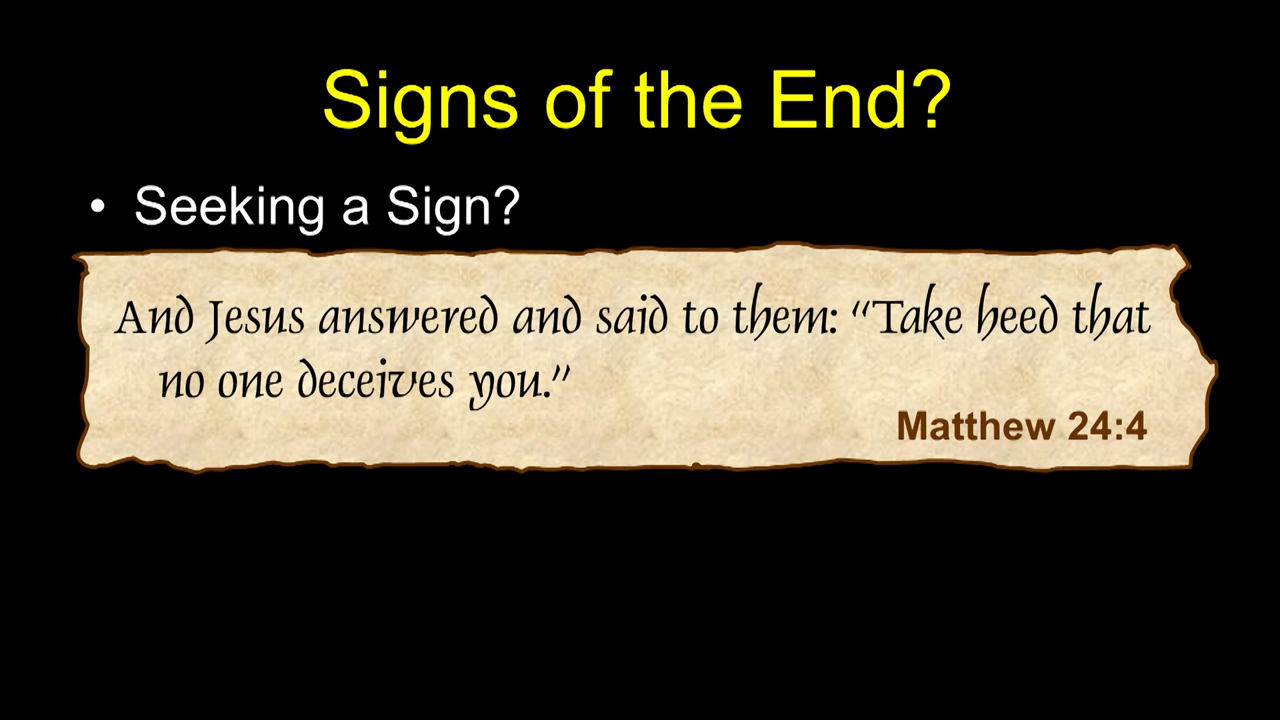 Signs of the End?
• Seeking a Sign?
And Jesus answered and said to them: “Take heed that
no one deceives you.”
Matthew 24:4